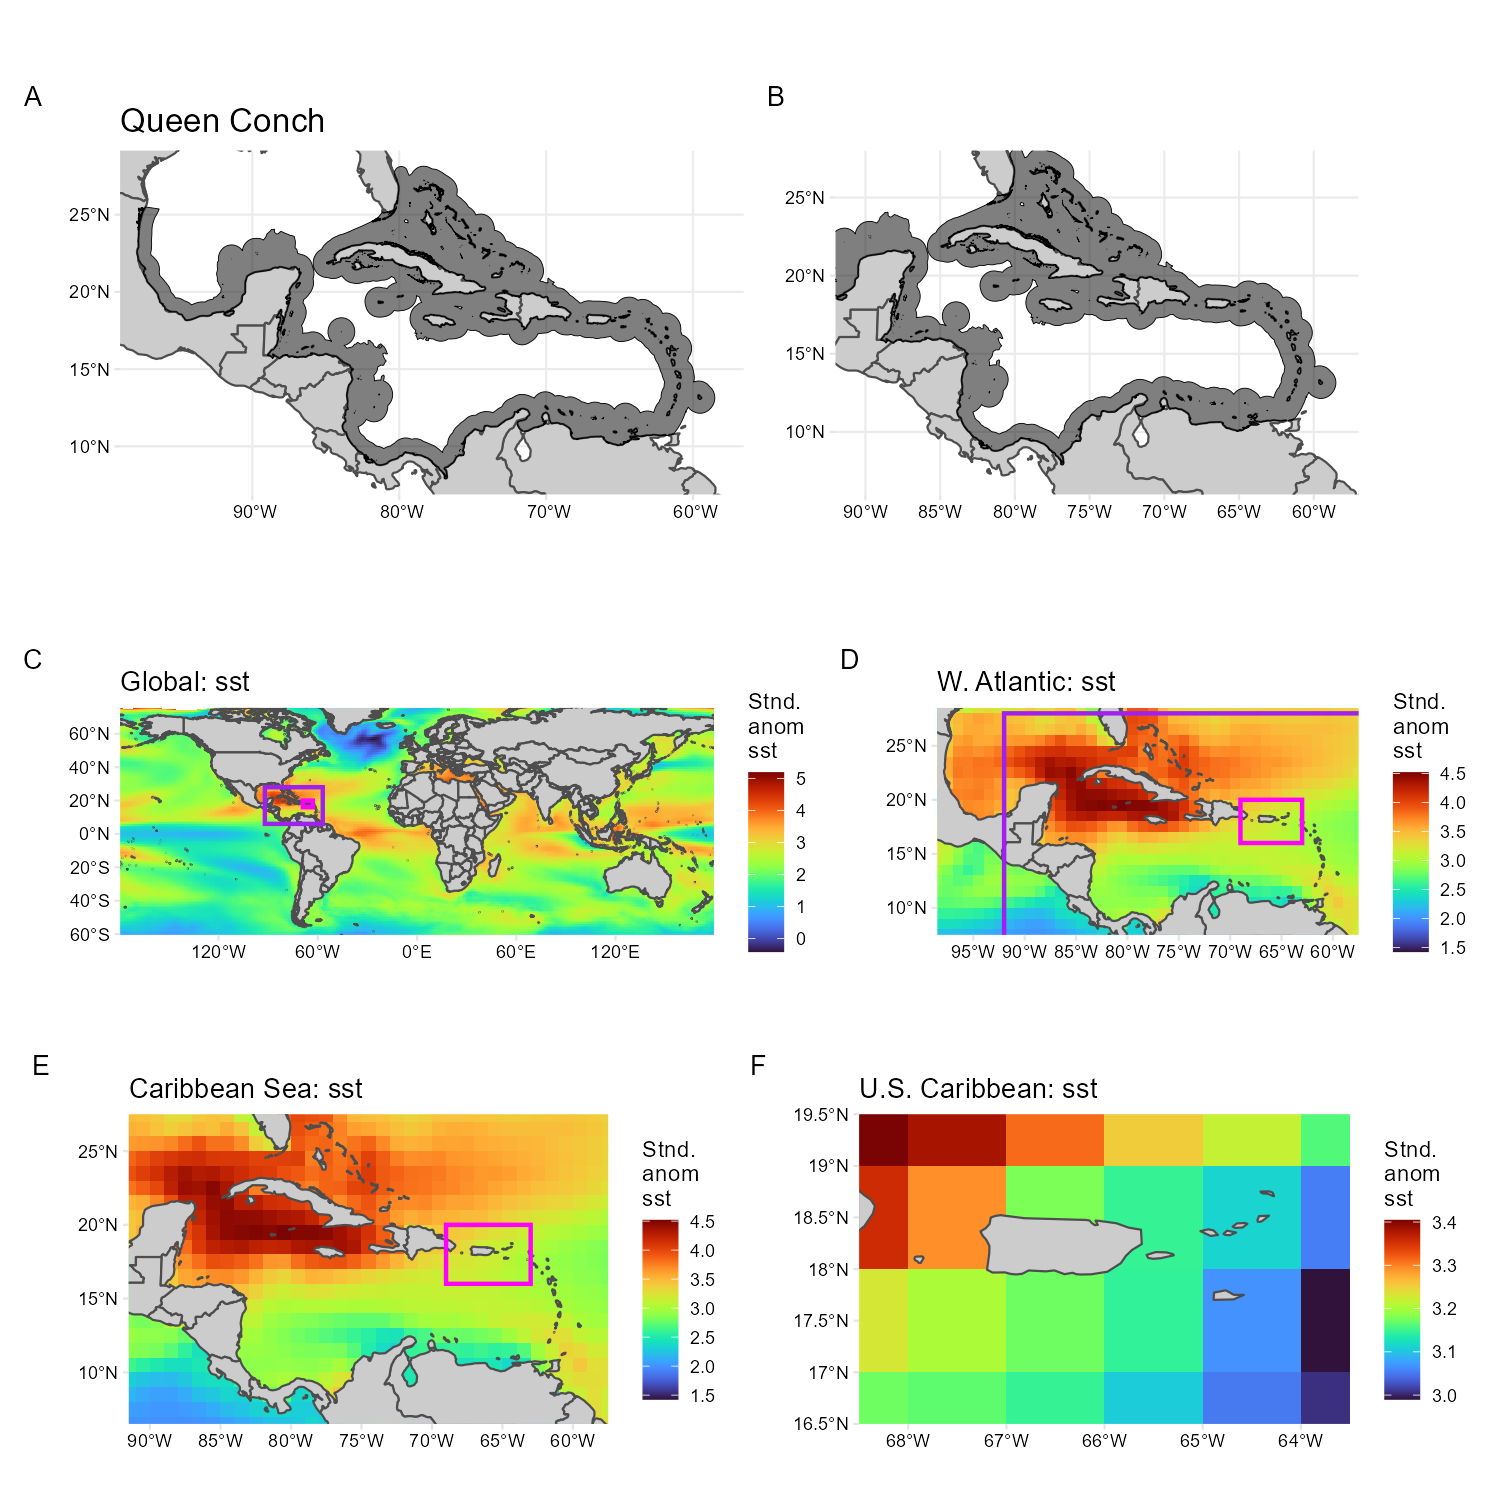 A
B
Queen Conch
25°N
20°N
15°N
10°N
90°W
80°W
70°W
60°W
25°N
20°N
15°N
10°N
90°W
85°W
80°W
75°W
70°W
65°W
60°W
C
Global: sst
60°N
40°N
20°N
0°N
20°S
40°S
60°S
120°W
60°W
0°E
60°E
120°E
Stnd.
anom
sst
5
4
3
2
1
0
D
W. Atlantic: sst
25°N
20°N
15°N
10°N
95°W
90°W
85°W
80°W
75°W
70°W
65°W
60°W
Stnd.
anom
sst
4.5
4.0
3.5
3.0
2.5
2.0
1.5
E
Caribbean Sea: sst
25°N
20°N
15°N
10°N
90°W
85°W
80°W
75°W
70°W
65°W
60°W
Stnd.
anom
sst
4.5
4.0
3.5
3.0
2.5
2.0
1.5
F
U.S. Caribbean: sst
19.5°N
19°N
18.5°N
18°N
17.5°N
17°N
16.5°N
68°W
67°W
66°W
65°W
64°W
Stnd.
anom
sst
3.4
3.3
3.2
3.1
3.0